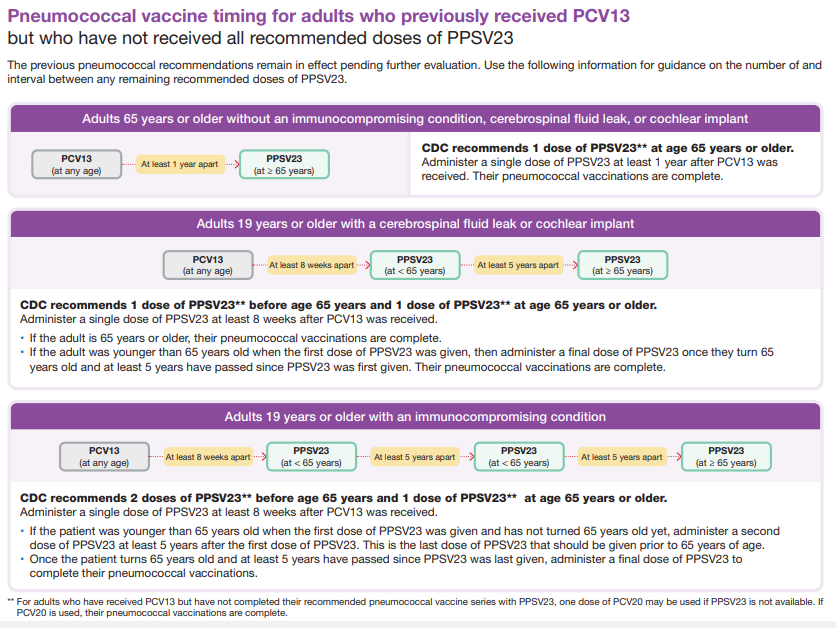 Pneumococcal vaccine timing for adults who previously received PCV13
but who have not received all recommended doses of PPSV23
The previous pneumococcal recommendations remain in effect pending further evaluation. Use the following information for guidance on the number of and
interval between any remaining recommended doses of PPSV23.
Adults 65 years or older without an immunocompromising condition, cerebrospinal fluid leak, or cochlear implant
PCV13
(at any age)
At least 1 year apart
PPSV23
(at ≥ 65 years)
CDC recommends 1 dose of PPSV23** at age 65 years or older.
Administer a single dose of PPSV23 at least 1 year after PCV13 was
received. Their pneumococcal vaccinations are complete.
Adults 19 years or older with a cerebrospinal fluid leak or cochlear implant
PCV13
(at any age)
At least 8 weeks apart
PPSV23
(at < 65 years)
At least 5 years apart
PPSV23
(at ≥ 65 years)
CDC recommends 1 dose of PPSV23** before age 65 years and 1 dose of PPSV23** at age 65 years or older.
Administer a single dose of PPSV23 at least 8 weeks after PCV13 was received.
• If the adult is 65 years or older, their pneumococcal vaccinations are complete.
• If the adult was younger than 65 years old when the first dose of PPSV23 was given, then administer a final dose of PPSV23 once they turn 65
years old and at least 5 years have passed since PPSV23 was first given. Their pneumococcal vaccinations are complete.
Adults 19 years or older with an immunocompromising condition
PCV13
(at any age)
At least 8 weeks apart
PPSV23
(at < 65 years)
At least 5 years apart
PPSV23
(at < 65 years)
At least 5 years apart
PPSV23
(at ≥ 65 years)
CDC recommends 2 doses of PPSV23** before age 65 years and 1 dose of PPSV23** at age 65 years or older.
Administer a single dose of PPSV23 at least 8 weeks after PCV13 was received.
• If the patient was younger than 65 years old when the first dose of PPSV23 was given and has not turned 65 years old yet, administer a second
dose of PPSV23 at least 5 years after the first dose of PPSV23. This is the last dose of PPSV23 that should be given prior to 65 years of age.
• Once the patient turns 65 years old and at least 5 years have passed since PPSV23 was last given, administer a final dose of PPSV23 to
complete their pneumococcal vaccinations.
** For adults who have received PCV13 but have not completed their recommended pneumococcal vaccine series with PPSV23, one dose of PCV20 may be used if PPSV23 is not available. If
PCV20 is used, their pneumococcal vaccinations are complete.